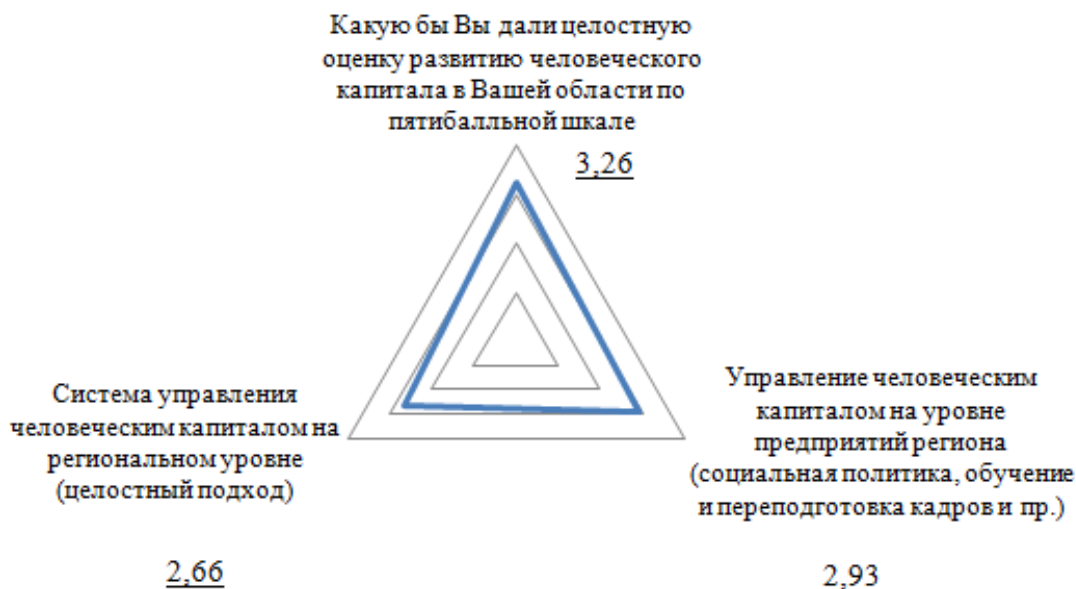 Какую бы Вы дали целостную
оценку развитию человеческого
капитала в Вашей области по
пятибалльной шкале
3,26
Система управления
человеческим капиталом на
региональном уровне
(целостный подход)
2,66
Управление человеческим
капиталом на уровне
предприятий региона
(социальная политика, обучение
и переподготовка кадров и пр.)
2,93